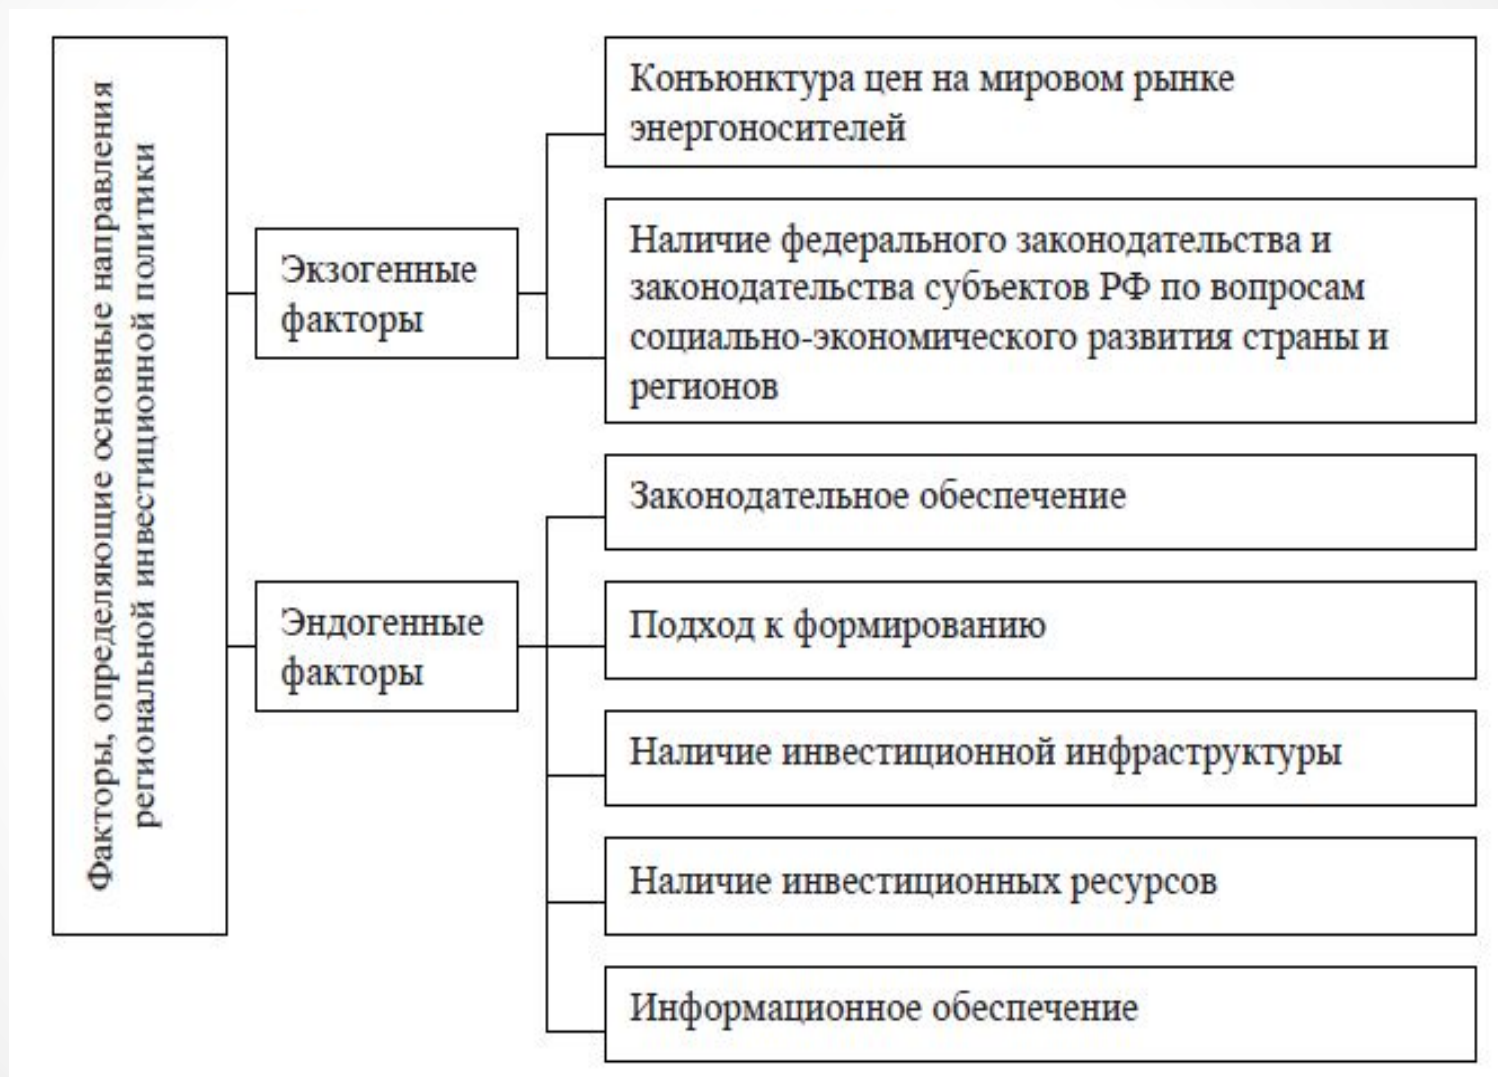 Факторы, определяющие основные направления
региональной инвестиционной политики
Экзогенные
факторы
Конъюнктура цен на мировом рынке
энергоносителей
Наличие федерального законодательства и
законодательства субъектов РФ по вопросам
социально-экономического развития страны и
регионов
Эндогенные
факторы
Законодательное обеспечение
Подход к формированию
Наличие инвестиционной инфраструктуры
Наличие инвестиционных ресурсов
Информационное обеспечение